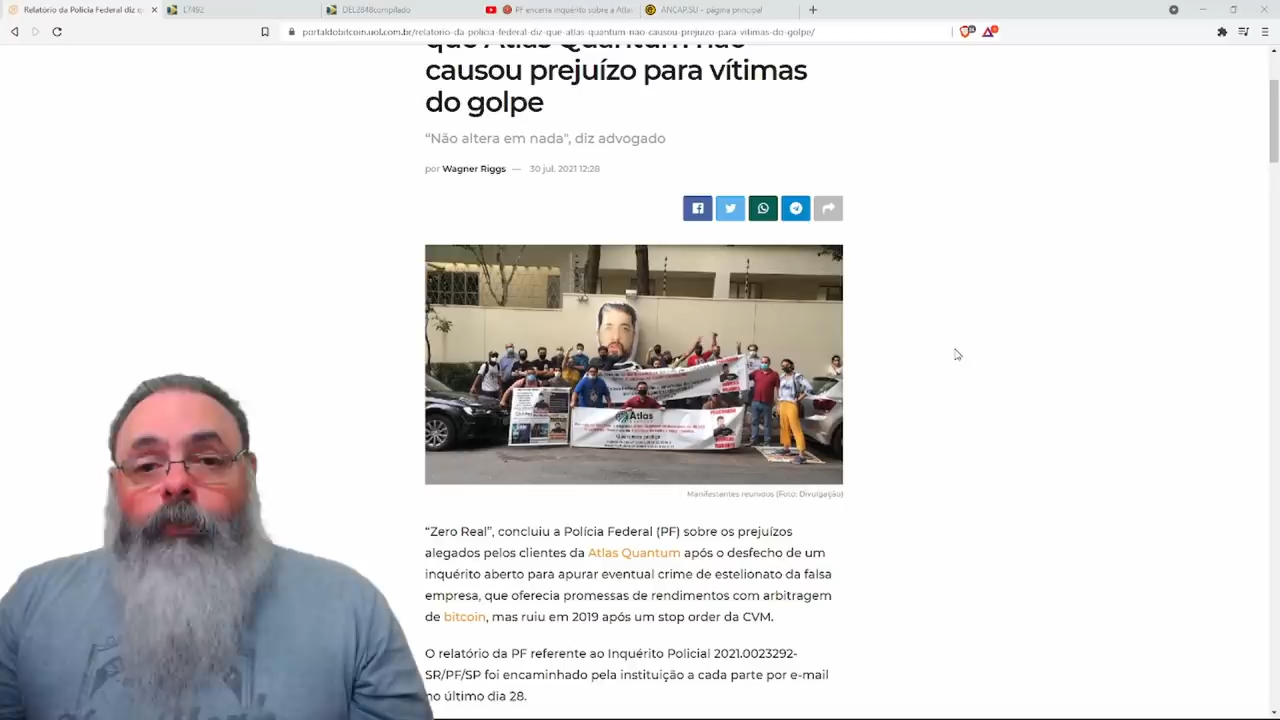 Relatório da Polícia Federal diz q
L7492
DEL2848compilado
PF encerra inquérito sobre a Atlas
ANCAP.SU - página principal
portaldobitcoin.uol.com.br/relatorio-da-policia-federal-diz-que-atlas-quantum-nao-causou-prejuizo-para-vitimas-do-golpe/
que Atlas Quantum não
causou prejuízo para vítimas
do golpe
“Não altera em nada", diz advogado
por Wagner Riggs — 30 jul. 2021 12:28
Atlas
Manifestantes reunidos (Foto: Divulgação)
“Zero Real”, concluiu a Polícia Federal (PF) sobre os prejuízos
alegados pelos clientes da Atlas Quantum após o desfecho de um
inquérito aberto para apurar eventual crime de estelionato da falsa
empresa, que oferecia promessas de rendimentos com arbitragem
de bitcoin, mas ruiu em 2019 após um stop order da CVM.
O relatório da PF referente ao Inquérito Policial 2021.0023292-
SR/PF/SP foi encaminhado pela instituição a cada parte por e-mail
no último dia 28.